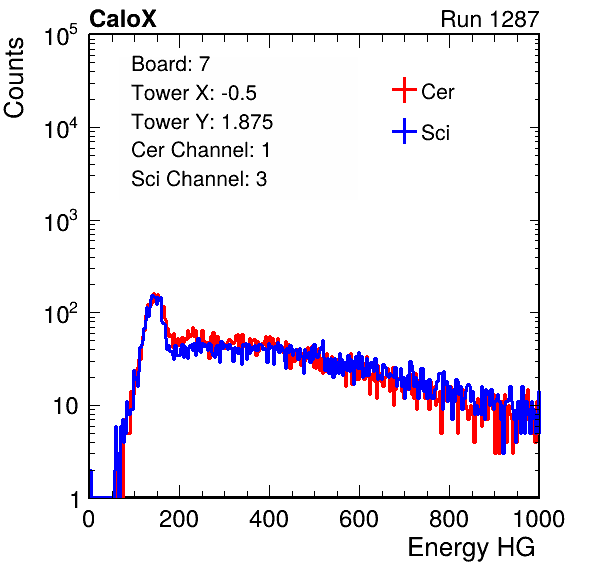 CaloX Run 1287
Counts
10^5
10^4
10^3
10^2
10
1
Board: 7
Tower X: -0.5
Tower Y: 1.875
Cer Channel: 1
Sci Channel: 3
Cer
Sci
0 200 400 600 800 1000
Energy HG